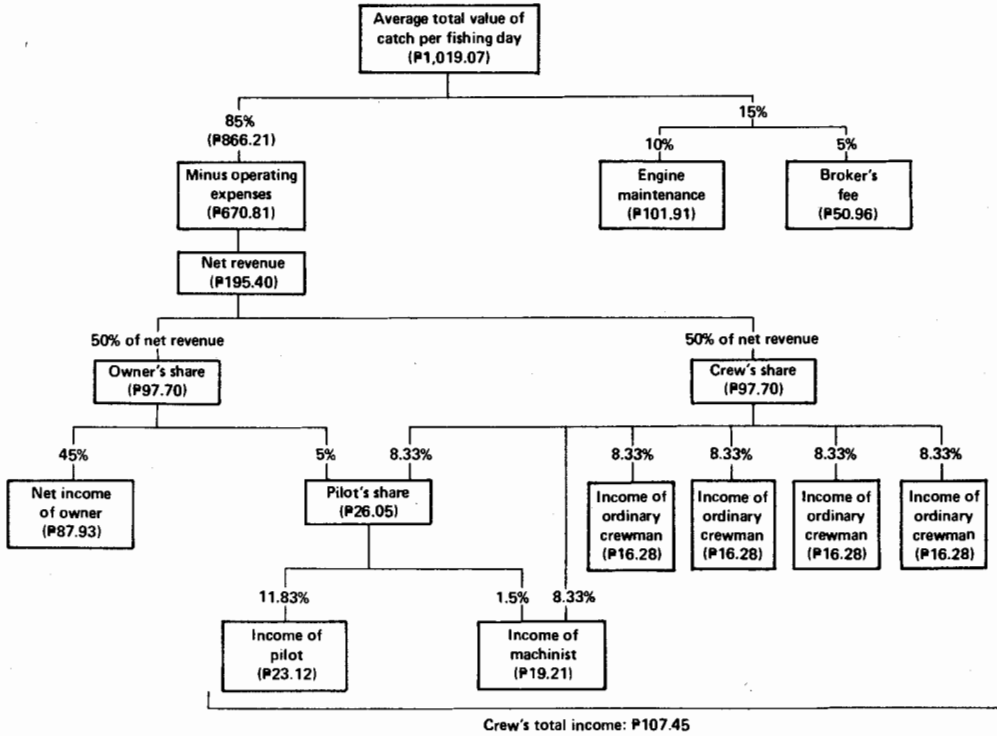 Average total value of
catch per fishing day
(₱1,019.07)
85%
(₱866.21)
15%
10%
5%
Minus operating
expenses
(₱670.81)
Engine
maintenance
(₱101.91)
Broker's
fee
(₱50.96)
Net revenue
(₱195.40)
50% of net revenue
50% of net revenue
Owner's share
(₱97.70)
Crew's share
(₱97.70)
45%
5%
8.33%
8.33%
8.33%
8.33%
8.33%
Net income
of owner
(₱87.93)
Pilot's share
(₱26.05)
Income of
ordinary
crewman
(₱16.28)
Income of
ordinary
crewman
(₱16.28)
Income of
ordinary
crewman
(₱16.28)
Income of
ordinary
crewman
(₱16.28)
11.83%
1.5%
8.33%
Income of
pilot
(₱23.12)
Income of
machinist
(₱19.21)
Crew's total income: ₱107.45